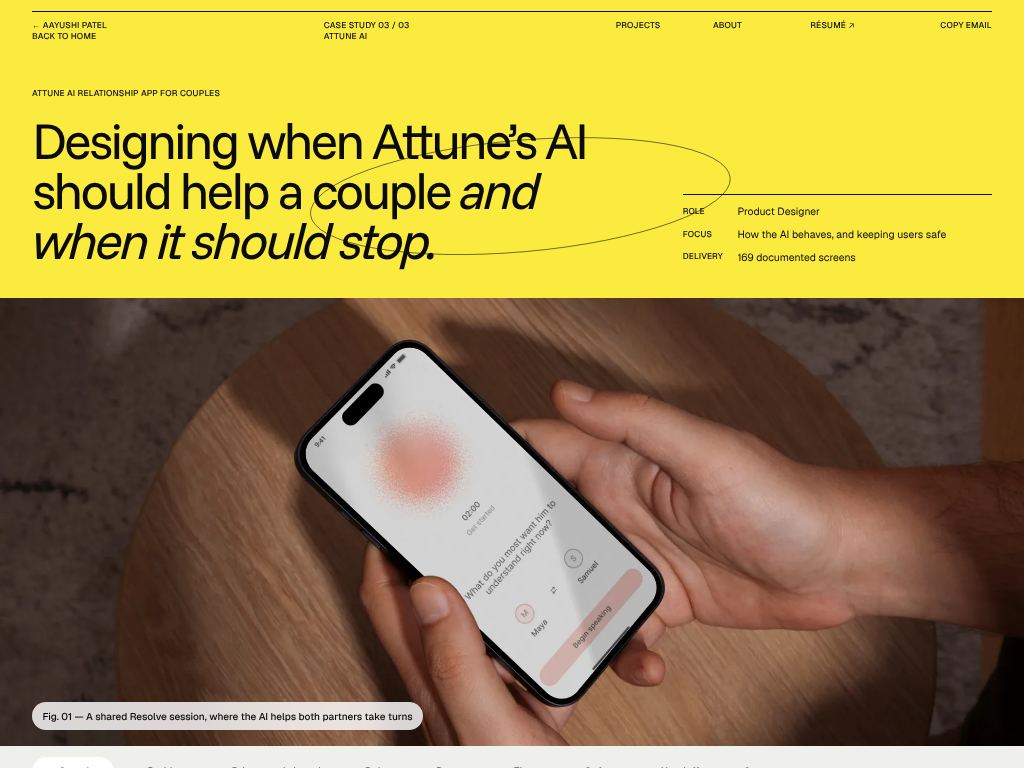 ← AAYUSHI PATEL
BACK TO HOME
CASE STUDY 03 / 03
ATTUNE AI
PROJECTS
ABOUT
RÉSUMÉ ↗
COPY EMAIL
ATTUNE AI RELATIONSHIP APP FOR COUPLES
Designing when Attune’s AI
should help a couple and
when it should stop.
ROLE Product Designer
FOCUS How the AI behaves, and keeping users safe
DELIVERY 169 documented screens
9:41
02:00
Get started
What do you most want him to
understand right now?
M
S
Maya
Samuel
Begin speaking
Fig. 01 — A shared Resolve session, where the AI helps both partners take turns